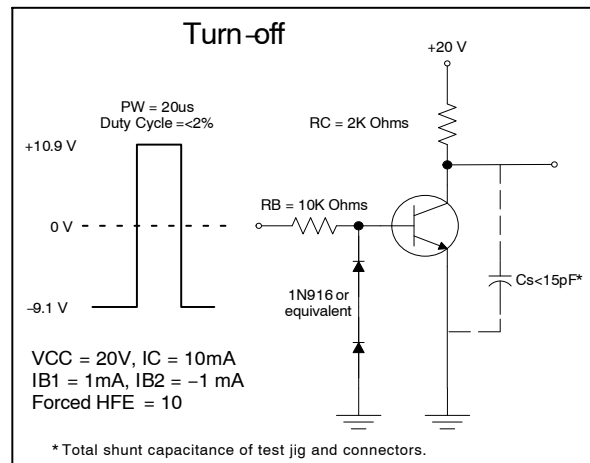 Turn-off
+20 V
PW = 20us
Duty Cycle =<2%
RC = 2K Ohms
+10.9 V
RB = 10K Ohms
0 V
1N916 or
equivalent
Cs<15pF*
−9.1 V
VCC = 20V, IC = 10mA
IB1 = 1mA, IB2 = −1 mA
Forced HFE = 10
* Total shunt capacitance of test jig and connectors.